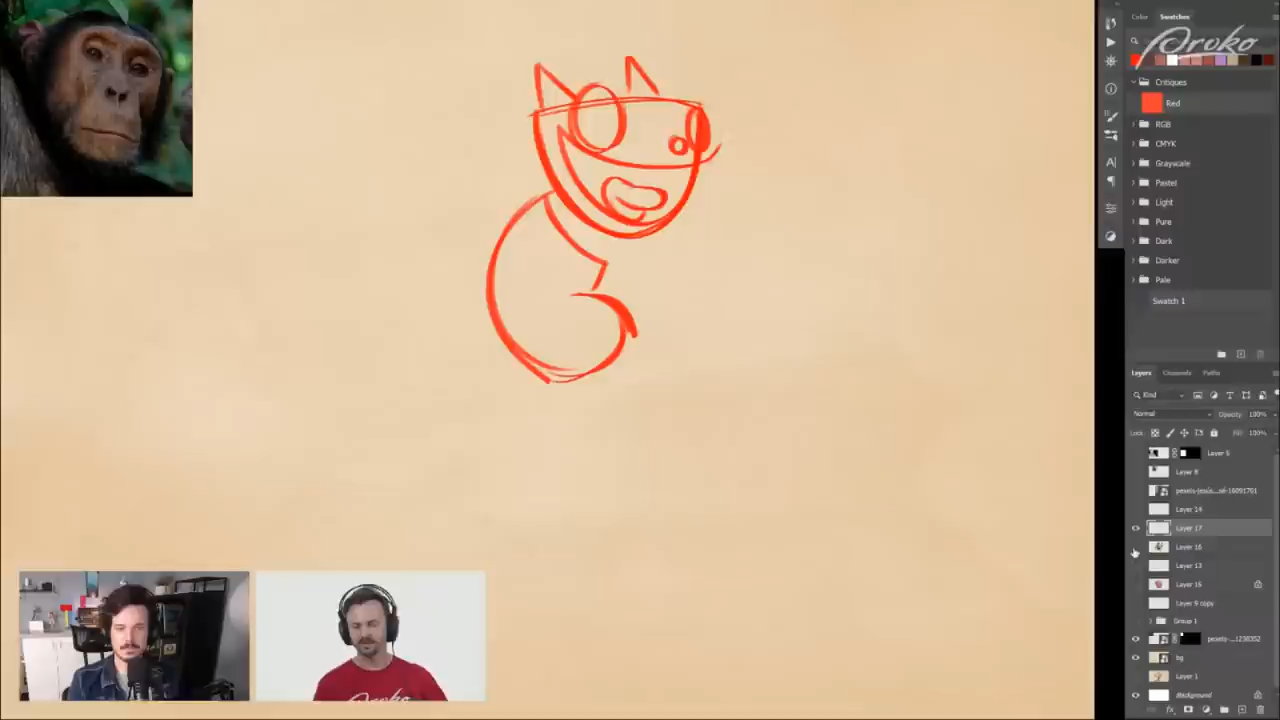 Color
Swatches
Proko
Critiques
Red
RGB
CMYK
Grayscale
Pastel
Light
Pure
Dark
Darker
Pale
Swatch 1
Layers
Channels
Paths
Kind
Normal
Opacity: 100%
Lock:
Fill: 100%
Layer 5
Layer 8
Layer 14
Layer 17
Layer 16
Layer 13
Layer 15
Layer 9 copy
Group 1
bg
Layer 1
Background
Proko